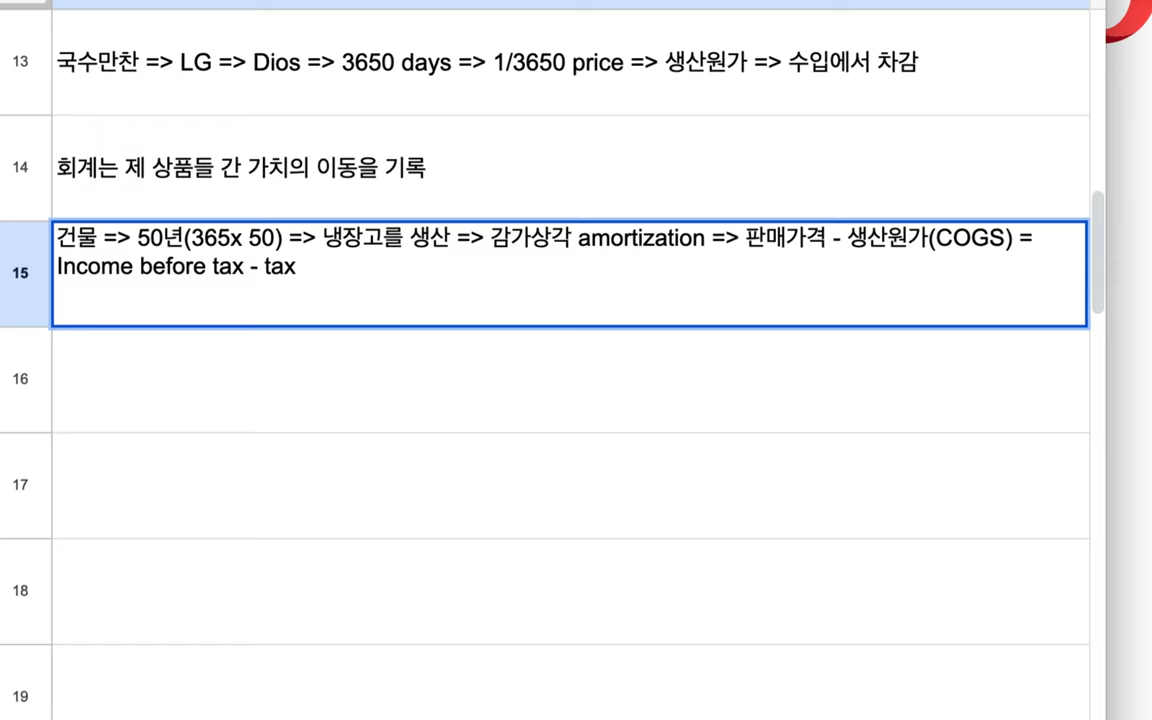 13
국수만찬 => LG => Dios => 3650 days => 1/3650 price => 생산원가 => 수입에서 차감
14
회계는 제 상품들 간 가치의 이동을 기록
15
건물 => 50년(365x 50) => 냉장고를 생산 => 감가상각 amortization => 판매가격 - 생산원가(COGS) =
Income before tax - tax
16
17
18
19